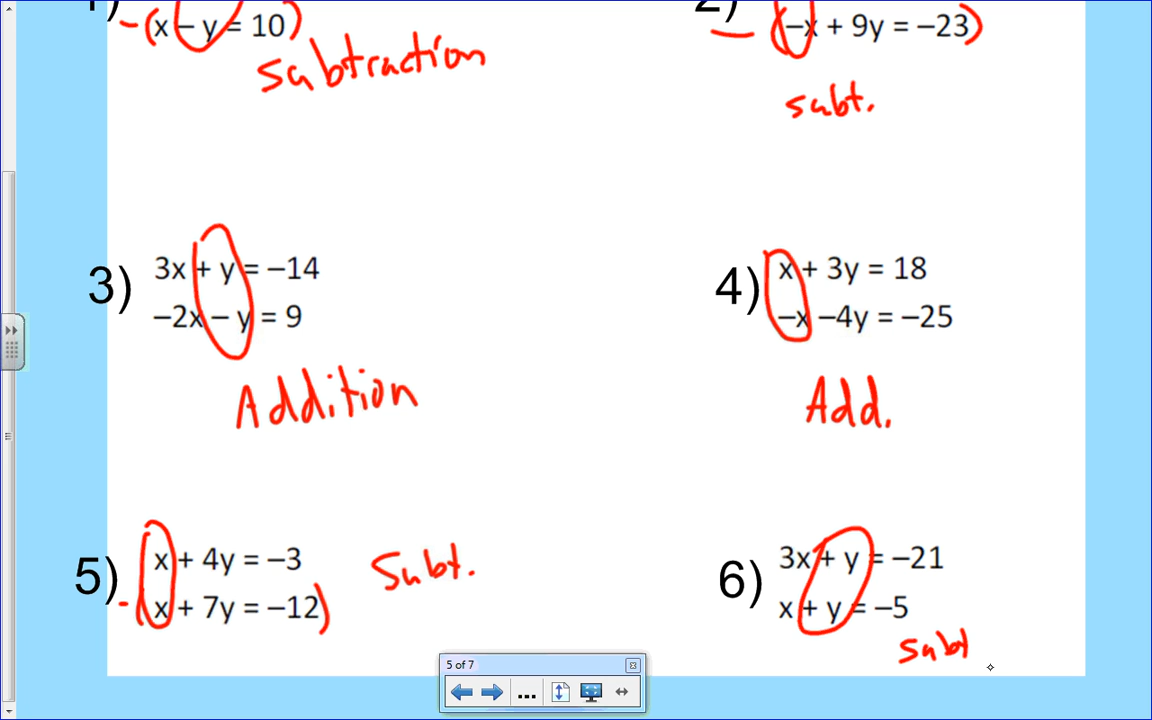 1)
2)
-(x – y = 10)
– (–x + 9y = –23)
subtraction
subt.
3)
3x + y = –14
–2x – y = 9
4)
x + 3y = 18
–x –4y = –25
Addition
Add.
5)
x + 4y = –3
-(x + 7y = –12)
Subt.
6)
3x + y = –21
x + y = –5
subt
5 of 7
...